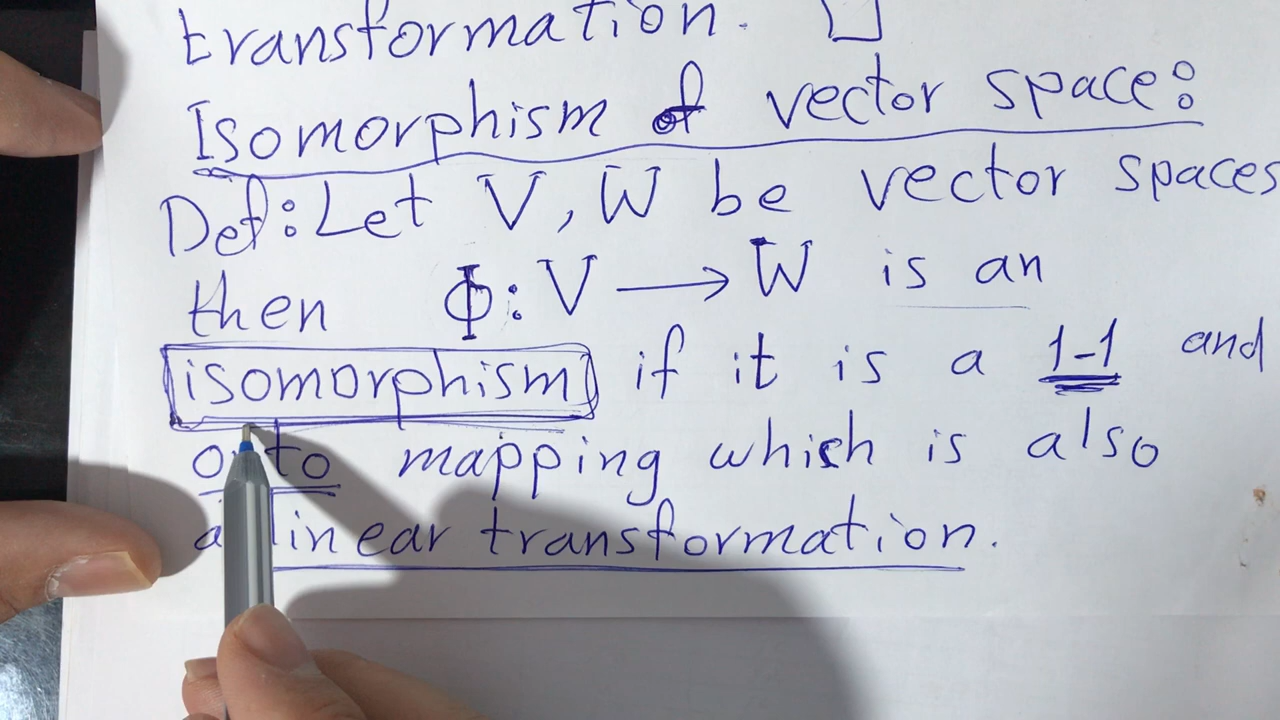 transformation. □
Isomorphism of vector space:
Def: Let V, W be vector spaces
then Φ: V ⟶ W is an
isomorphism if it is a 1-1 and
onto mapping which is also
a linear transformation.